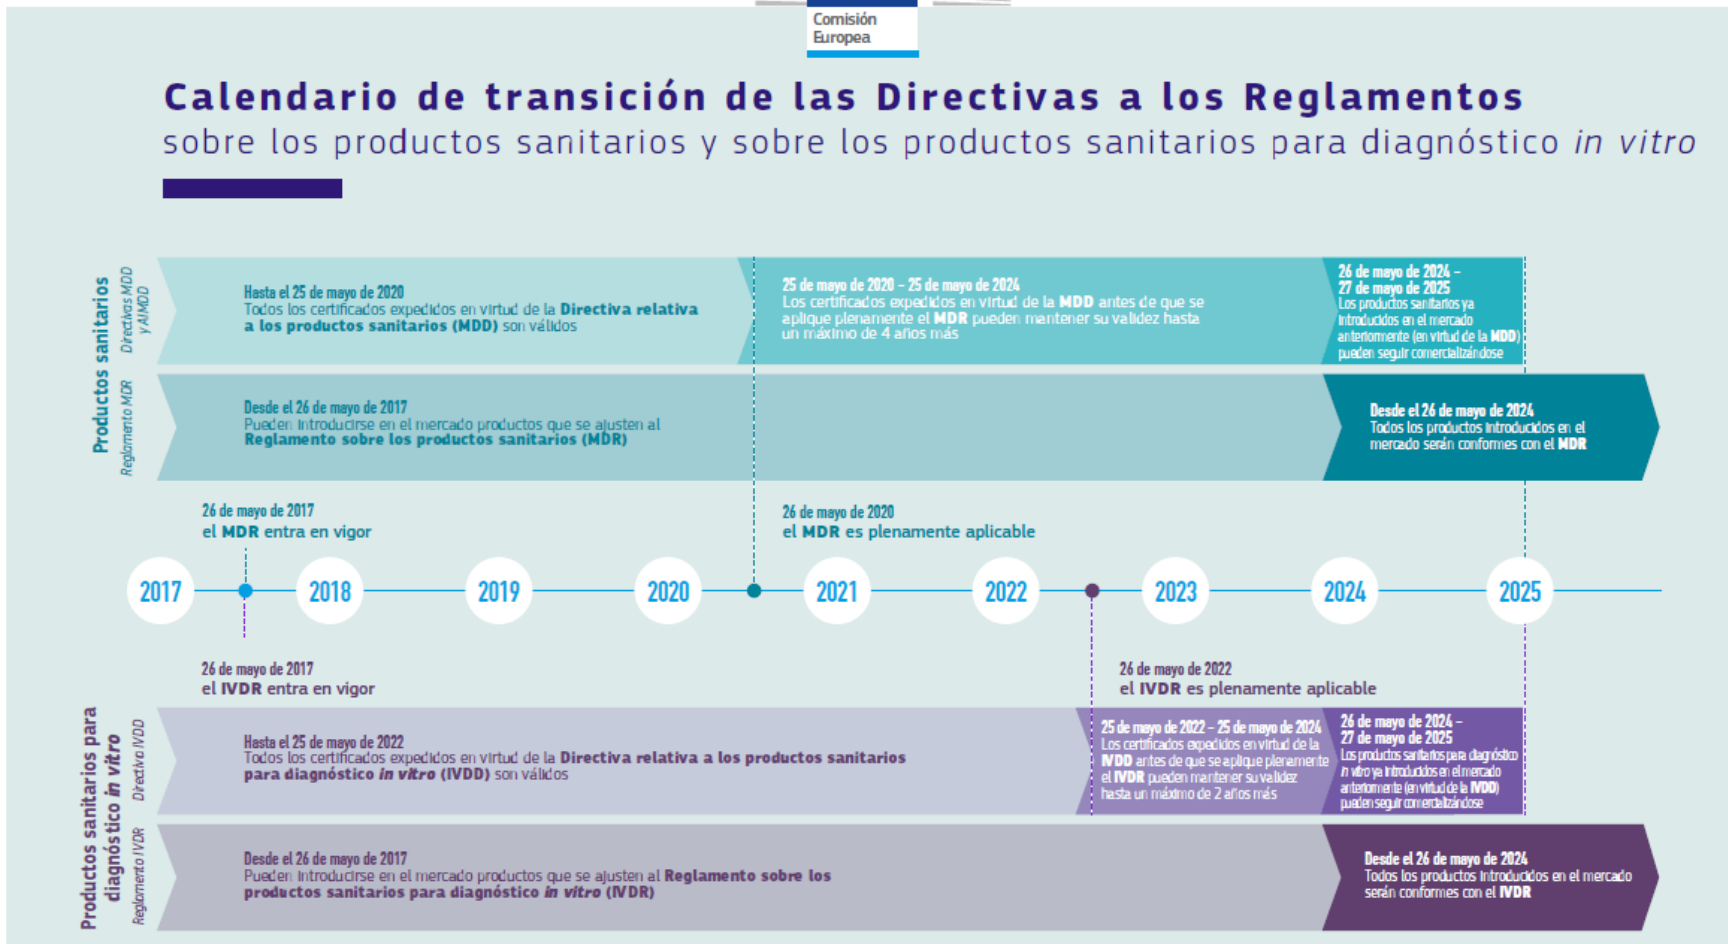 Comisión
Europea
Calendario de transición de las Directivas a los Reglamentos
sobre los productos sanitarios y sobre los productos sanitarios para diagnóstico in vitro
Productos sanitarios
Directivas MDD
y AIMDD
Hasta el 25 de mayo de 2020
Todos los certificados expedidos en virtud de la Directiva relativa
a los productos sanitarios (MDD) son válidos
25 de mayo de 2020 – 25 de mayo de 2024
Los certificados expedidos en virtud de la MDD antes de que se
aplique plenamente el MDR pueden mantener su validez hasta
un máximo de 4 años más
26 de mayo de 2024 –
27 de mayo de 2025
Los productos sanitarios ya
introducidos en el mercado
anteriormente (en virtud de la MDD)
pueden seguir comercializándose
Reglamento MDR
Desde el 26 de mayo de 2017
Pueden introducirse en el mercado productos que se ajusten al
Reglamento sobre los productos sanitarios (MDR)
Desde el 26 de mayo de 2024
Todos los productos introducidos en el
mercado serán conformes con el MDR
26 de mayo de 2017
el MDR entra en vigor
26 de mayo de 2020
el MDR es plenamente aplicable
2017
2018
2019
2020
2021
2022
2023
2024
2025
26 de mayo de 2017
el IVDR entra en vigor
26 de mayo de 2022
el IVDR es plenamente aplicable
Productos sanitarios para
diagnóstico in vitro
Directiva IVDD
Hasta el 25 de mayo de 2022
Todos los certificados expedidos en virtud de la Directiva relativa a los productos sanitarios
para diagnóstico in vitro (IVDD) son válidos
25 de mayo de 2022 – 25 de mayo de 2024
Los certificados expedidos en virtud de la
IVDD antes de que se aplique plenamente
el IVDR pueden mantener su validez
hasta un máximo de 2 años más
26 de mayo de 2024 –
27 de mayo de 2025
Los productos sanitarios para diagnóstico
in vitro ya introducidos en el mercado
anteriormente (en virtud de la IVDD)
pueden seguir comercializándose
Reglamento IVDR
Desde el 26 de mayo de 2017
Pueden introducirse en el mercado productos que se ajusten al Reglamento sobre los
productos sanitarios para diagnóstico in vitro (IVDR)
Desde el 26 de mayo de 2024
Todos los productos introducidos en el mercado
serán conformes con el IVDR